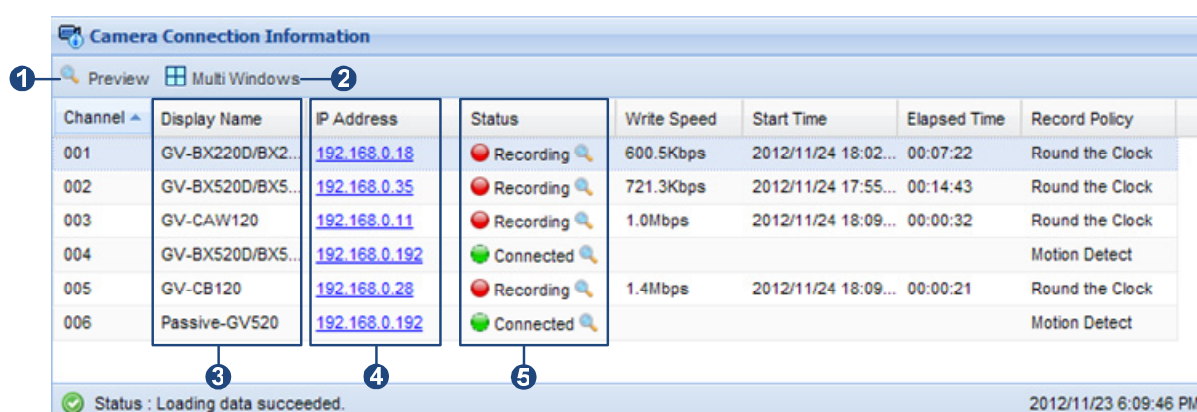 Camera Connection Information
1 Preview Multi Windows 2
Channel Display Name IP Address Status Write Speed Start Time Elapsed Time Record Policy
001 GV-BX220D/BX2... 192.168.0.18 Recording 600.5Kbps 2012/11/24 18:02... 00:07:22 Round the Clock
002 GV-BX520D/BX5... 192.168.0.35 Recording 721.3Kbps 2012/11/24 17:55... 00:14:43 Round the Clock
003 GV-CAW120 192.168.0.11 Recording 1.0Mbps 2012/11/24 18:09... 00:00:32 Round the Clock
004 GV-BX520D/BX5... 192.168.0.192 Connected Motion Detect
005 GV-CB120 192.168.0.28 Recording 1.4Mbps 2012/11/24 18:09... 00:00:21 Round the Clock
006 Passive-GV520 192.168.0.192 Connected Motion Detect
3 4 5
Status : Loading data succeeded. 2012/11/23 6:09:46 PM